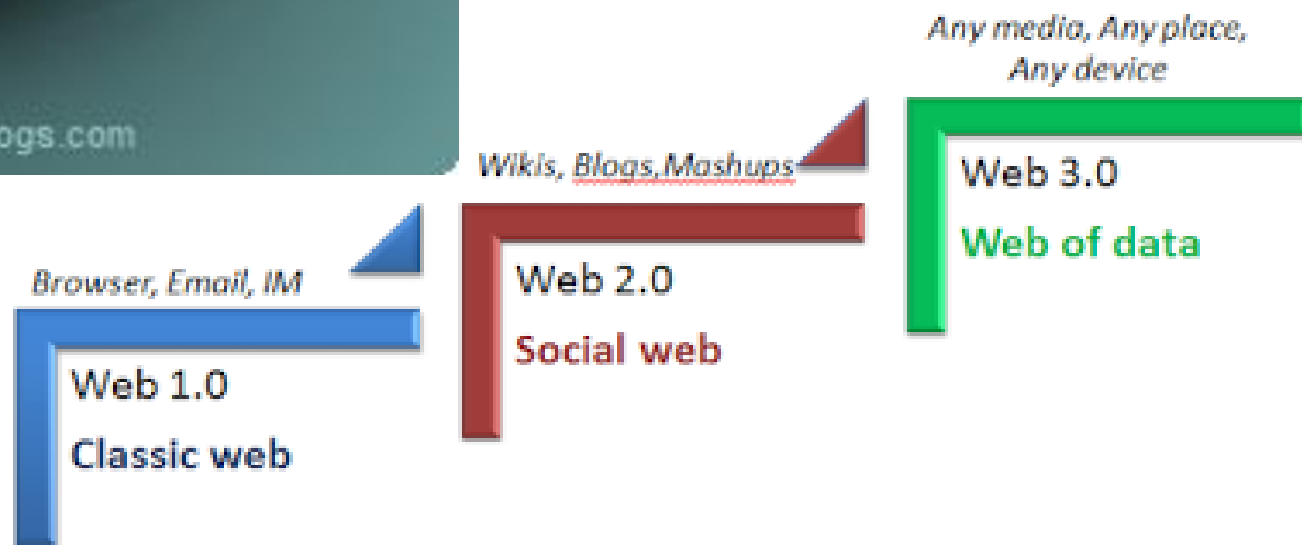 ogs.com
Browser, Email, IM
Web 1.0
Classic web
Wikis, Blogs,Mashups
Web 2.0
Social web
Any media, Any place,
Any device
Web 3.0
Web of data